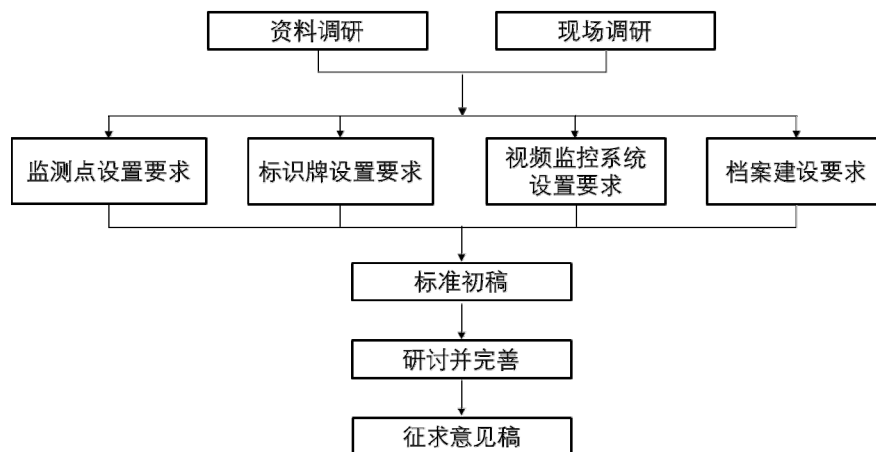 资料调研
现场调研
监测点设置要求
标识牌设置要求
视频监控系统
设置要求
档案建设要求
标准初稿
研讨并完善
征求意见稿